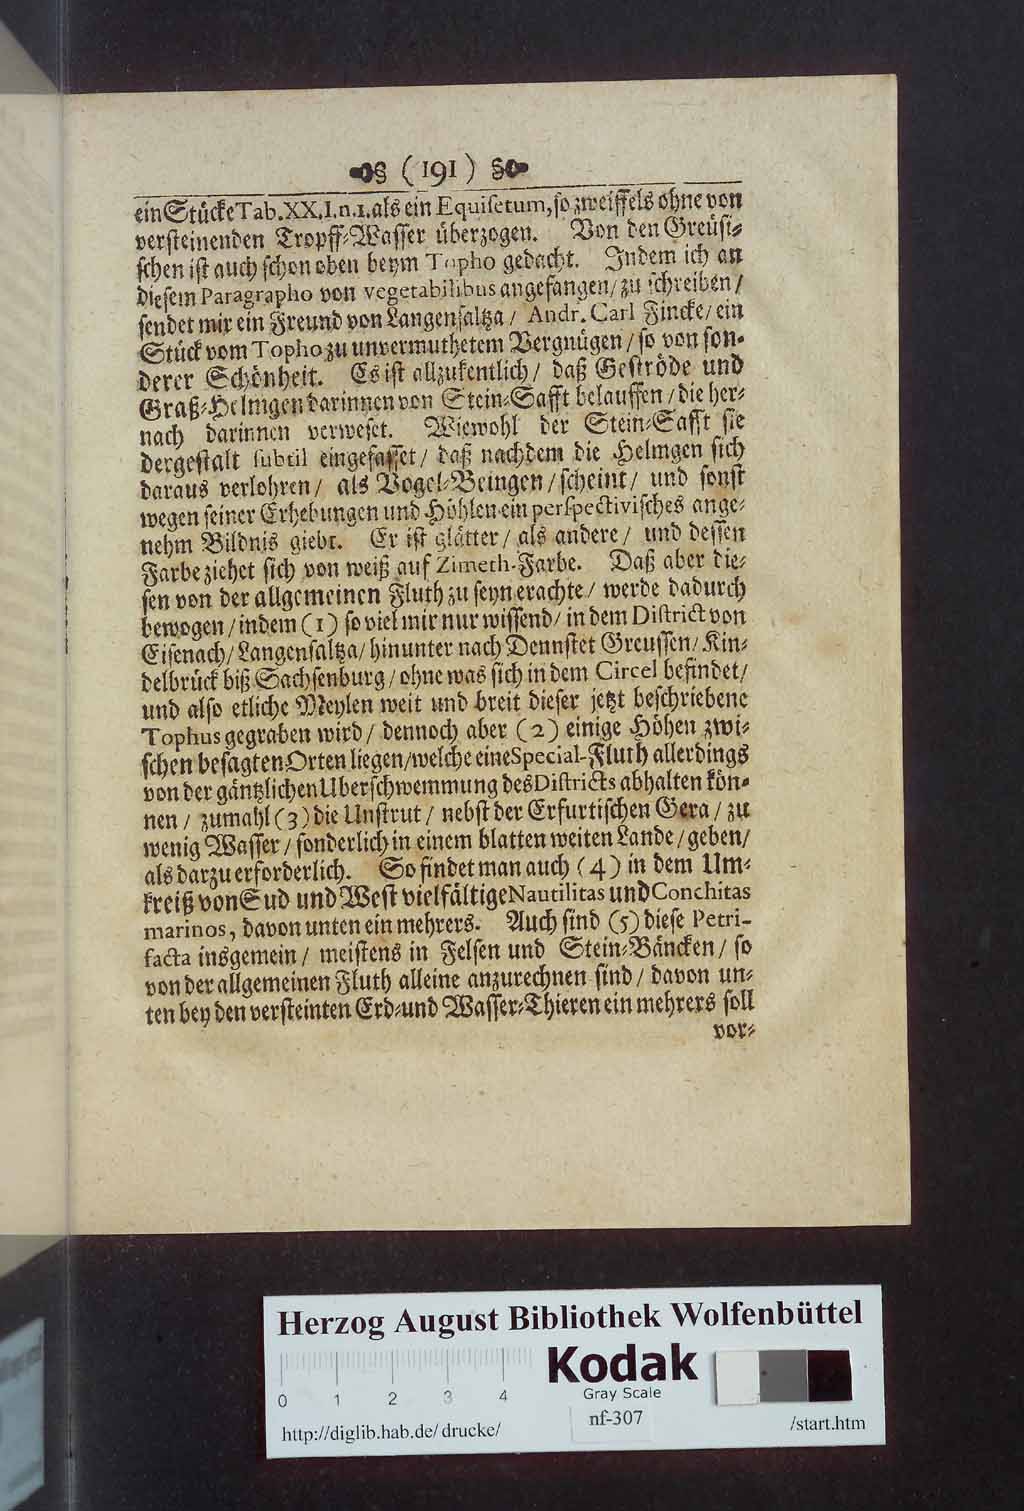 (191)
ein Stücke Tab. XX. I. n. 1. als ein Equisetum, so zweiffels ohne von
versteinenden Tropff-Wasser überzogen. Von den Greüsi-
schen ist auch schon oben beym Topho gedacht. Indem ich an
diesem Paragrapho von vegetabilibus angefangen / zu schreiben /
sendet mir ein Freund von Langensaltza / Andr. Carl Fincke / ein
Stück vom Topho zu unvermuthetem Vergnügen / so von son-
derer Schönheit. Es ist allzukentlich / daß Geströde und
Graß-Helmgen darinnen von Stein-Safft belauffen / die her-
nach darinnen verweset. Wiewohl der Stein-Safft sie
dergestalt subtil eingefasset / daß nachdem die Helmgen sich
daraus verlohren / als Vogel-Beingen / scheint / und sonst
wegen seiner Erhebungen und Höhlen ein perspectivisches ange-
nehm Bildnis giebt. Er ist glätter / als andere / und dessen
Farbe ziehet sich von weiß auf Zimeth-Farbe. Daß aber die-
sen von der allgemeinen Fluth zu seyn erachte / werde dadurch
bewogen / indem (1) so viel mir nur wissend / in dem District von
Eisenach / Langensaltza / hinunter nach Dennstet Greussen / Kin-
delbrück biß Sachsenburg / ohne was sich in dem Circel befindet /
und also etliche Meylen weit und breit dieser jetzt beschriebene
Tophus gegraben wird / dennoch aber (2) einige Höhen zwi-
schen besagten Orten liegen / welche eine Special-Fluth allerdings
von der gäntzlichen Uberschwemmung des Districts abhalten kön-
nen / zumahl (3) die Unstrut / nebst der Erfurtischen Gera / zu
wenig Wasser / sonderlich in einem blatten weiten Lande / geben /
als darzu erforderlich. So findet man auch (4) in dem Um-
kreiß von Sud und West vielfältige Nautilitas und Conchitas
marinos, davon unten ein mehrers. Auch sind (5) diese Petri-
facta insgemein / meistens in Felsen und Stein-Bäncken / so
von der allgemeinen Fluth alleine anzurechnen sind / davon un-
ten bey den versteinten Erd-und Wasser-Thieren ein mehrers soll
vor-
Herzog August Bibliothek Wolfenbüttel
Kodak
Gray Scale
0 1 2 3 4
nf-307
http://diglib.hab.de/drucke/ /start.htm